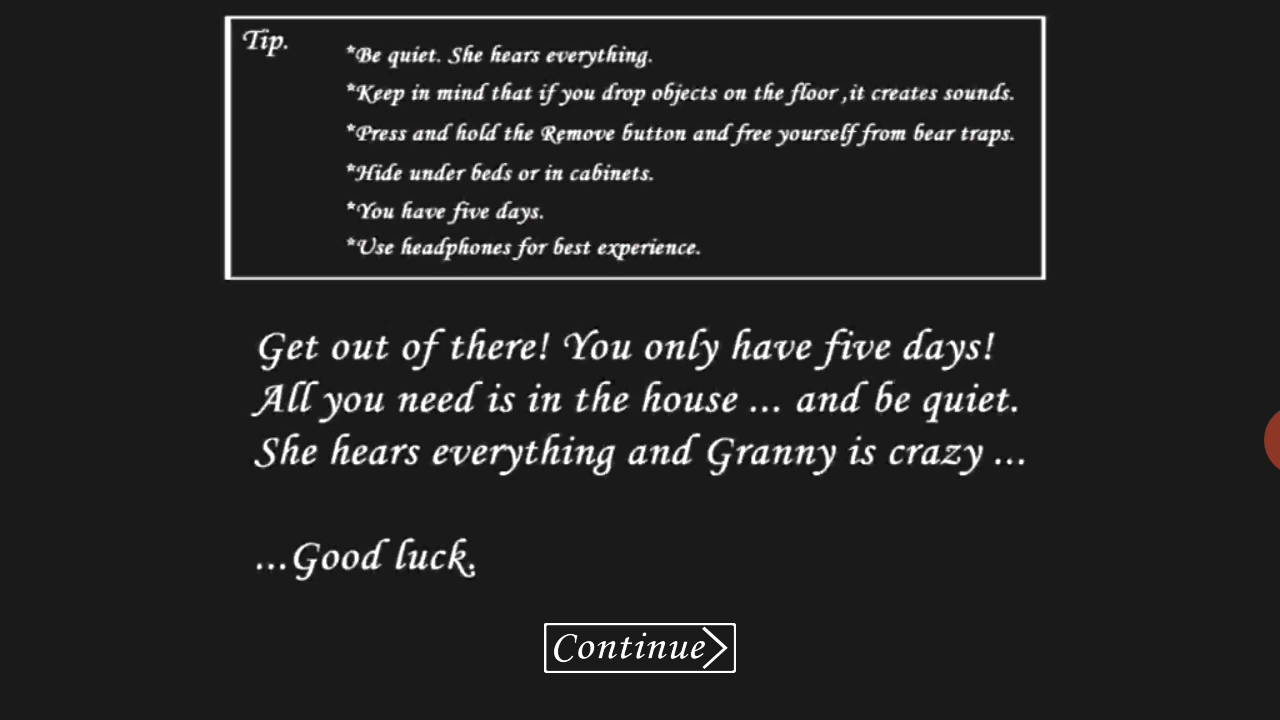 Tip.
*Be quiet. She hears everything.
*Keep in mind that if you drop objects on the floor ,it creates sounds.
*Press and hold the Remove button and free yourself from bear traps.
*Hide under beds or in cabinets.
*You have five days.
*Use headphones for best experience.
Get out of there! You only have five days!
All you need is in the house ... and be quiet.
She hears everything and Granny is crazy ...
...Good luck.
Continue